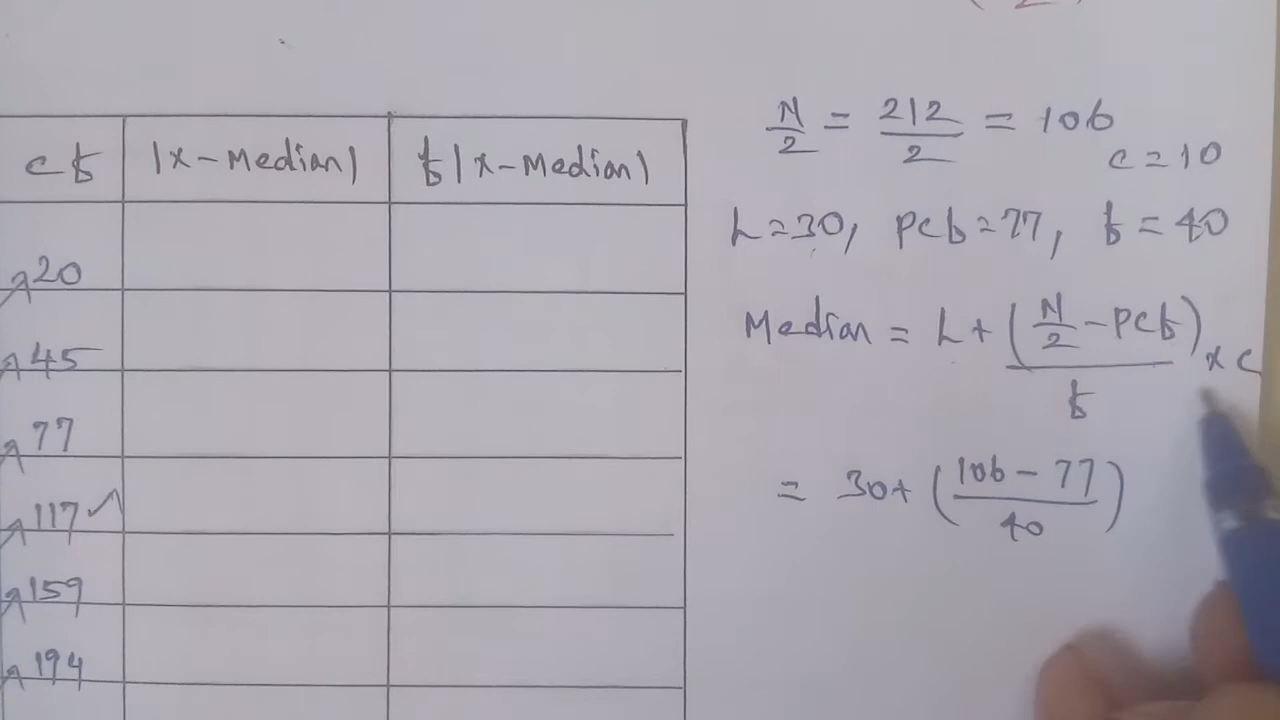 cf |x-Median| f|x-Median|
20
45
77
117 ✓
159
194
N/2 = 212/2 = 106
c=10
L=30, pcf=77, f=40
Median = L+(N/2-Pcf)/f x c
= 30+(106-77/40)